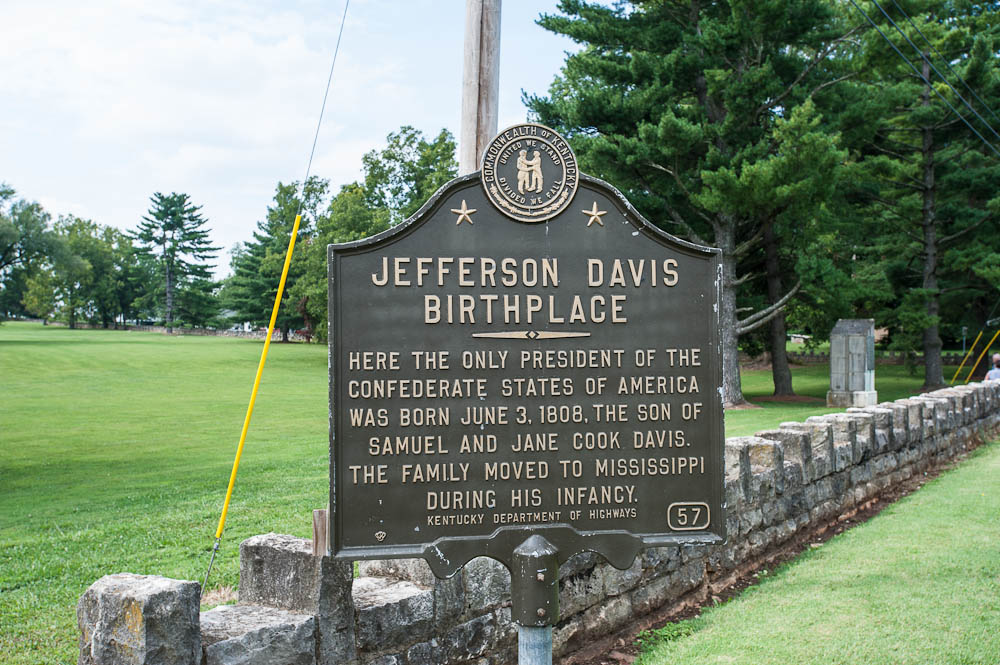 COMMONWEALTH OF KENTUCKY
UNITED WE STAND
DIVIDED WE FALL
JEFFERSON DAVIS
BIRTHPLACE
HERE THE ONLY PRESIDENT OF THE
CONFEDERATE STATES OF AMERICA
WAS BORN JUNE 3, 1808, THE SON OF
SAMUEL AND JANE COOK DAVIS.
THE FAMILY MOVED TO MISSISSIPPI
DURING HIS INFANCY.
KENTUCKY DEPARTMENT OF HIGHWAYS
57